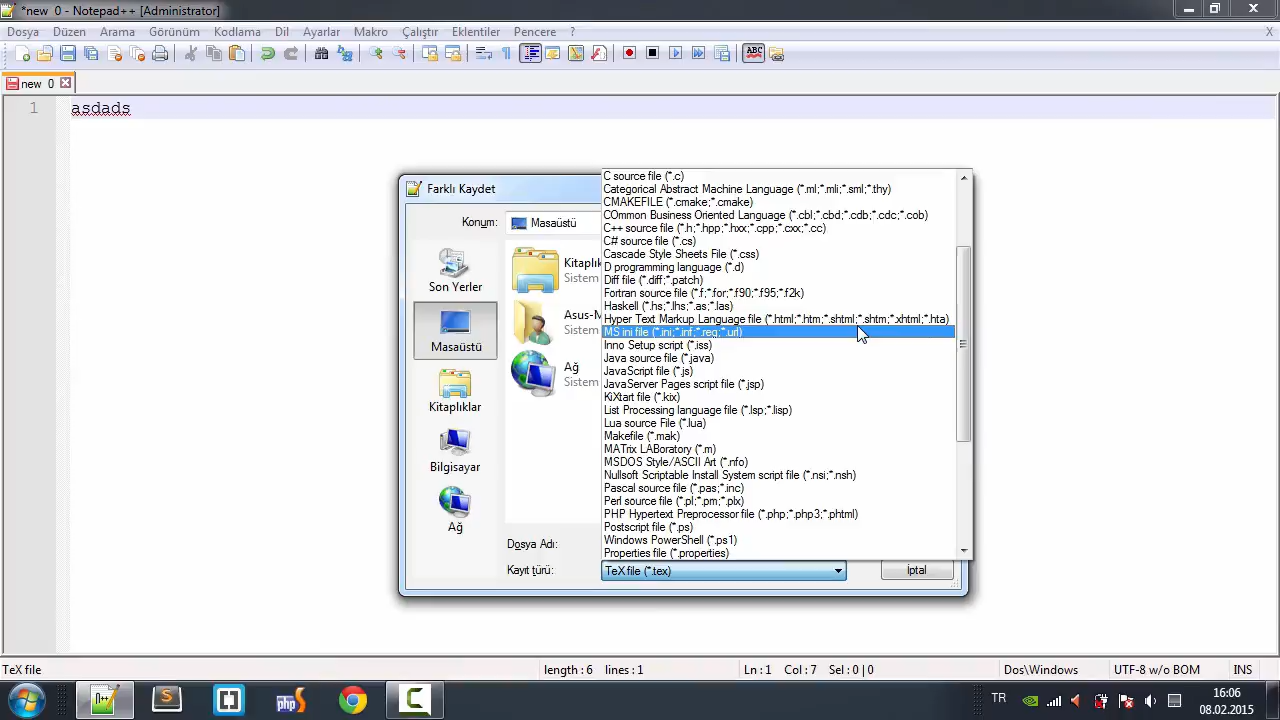 *new  0 - Notepad++ [Administrator]
Dosya Düzen Arama Görünüm Kodlama Dil Ayarlar Makro Çalıştır Eklentiler Pencere ? X
new  0
1 asdads
Farklı Kaydet
Konum: Masaüstü
Son Yerler
Masaüstü
Kitaplıklar
Bilgisayar
Ağ
Kitaplık
Sistem
Asus-M
Sistem
Ağ
Sistem
C source file (*.c)
Categorical Abstract Machine Language (*.ml;*.mli;*.sml;*.thy)
CMAKEFILE (*.cmake;*.cmake)
COmmon Business Oriented Language (*.cbl;*.cbd;*.cdb;*.cdc;*.cob)
C++ source file (*.h;*.hpp;*.hxx;*.cpp;*.cxx;*.cc)
C# source file (*.cs)
Cascade Style Sheets File (*.css)
D programming language (*.d)
Diff file (*.diff;*.patch)
Fortran source file (*.f;*.for;*.f90;*.f95;*.f2k)
Haskell (*.hs;*.lhs;*.as;*.las)
Hyper Text Markup Language file (*.html;*.htm;*.shtml;*.shtm;*.xhtml;*.hta)
MS ini file (*.ini;*.inf;*.reg;*.url)
Inno Setup script (*.iss)
Java source file (*.java)
JavaScript file (*.js)
JavaServer Pages script file (*.jsp)
KiXtart file (*.kix)
List Processing language file (*.lsp;*.lisp)
Lua source File (*.lua)
Makefile (*.mak)
MATrix LABoratory (*.m)
MSDOS Style/ASCII Art (*.nfo)
Nullsoft Scriptable Install System script file (*.nsi;*.nsh)
Pascal source file (*.pas;*.inc)
Perl source file (*.pl;*.pm;*.plx)
PHP Hypertext Preprocessor file (*.php;*.php3;*.phtml)
Postscript file (*.ps)
Windows PowerShell (*.ps1)
Properties file (*.properties)
Dosya Adı:
Kayıt türü: TeX file (*.tex) İptal
TeX file length : 6 lines : 1 Ln : 1 Col : 7 Sel : 0 | 0 Dos\Windows UTF-8 w/o BOM INS
TR 16:06
08.02.2015